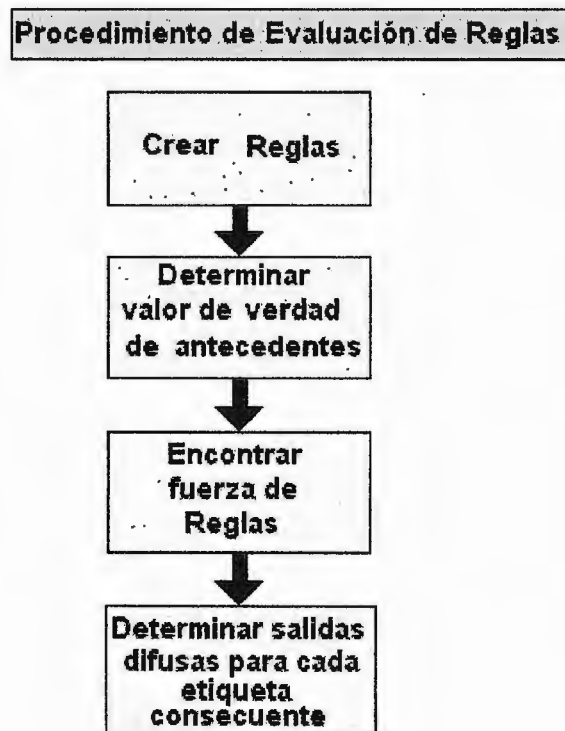 Procedimiento de Evaluación de Reglas
Crear Reglas
Determinar
valor de verdad
de antecedentes
Encontrar
fuerza de
Reglas
Determinar salidas
difusas para cada
etiqueta
consecuente